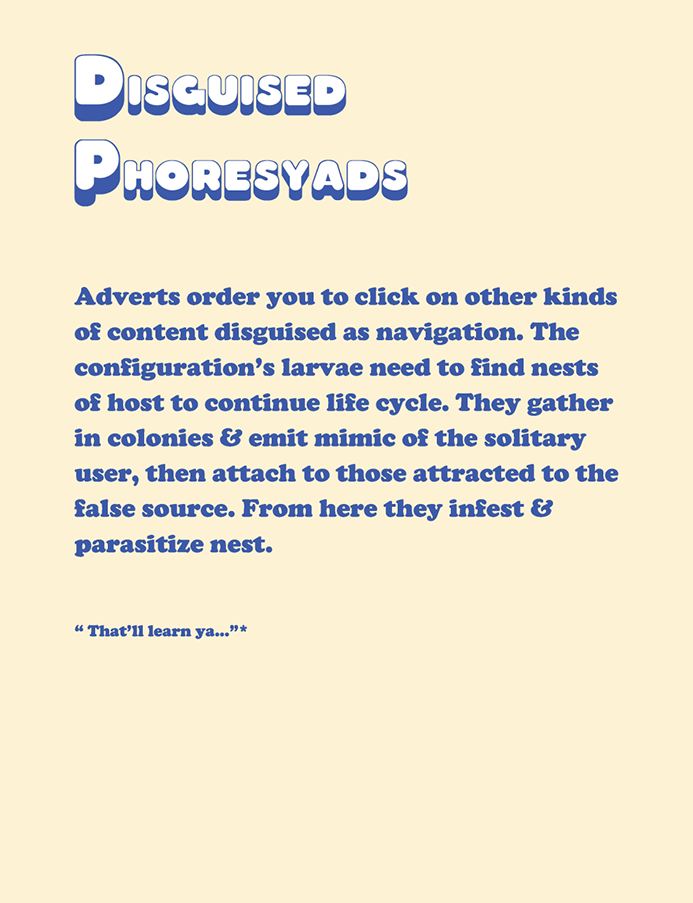 Disguised
Phoresyads
Adverts order you to click on other kinds
of content disguised as navigation. The
configuration’s larvae need to find nests
of host to continue life cycle. They gather
in colonies & emit mimic of the solitary
user, then attach to those attracted to the
false source. From here they infest &
parasitize nest.
“ That’ll learn ya...”*